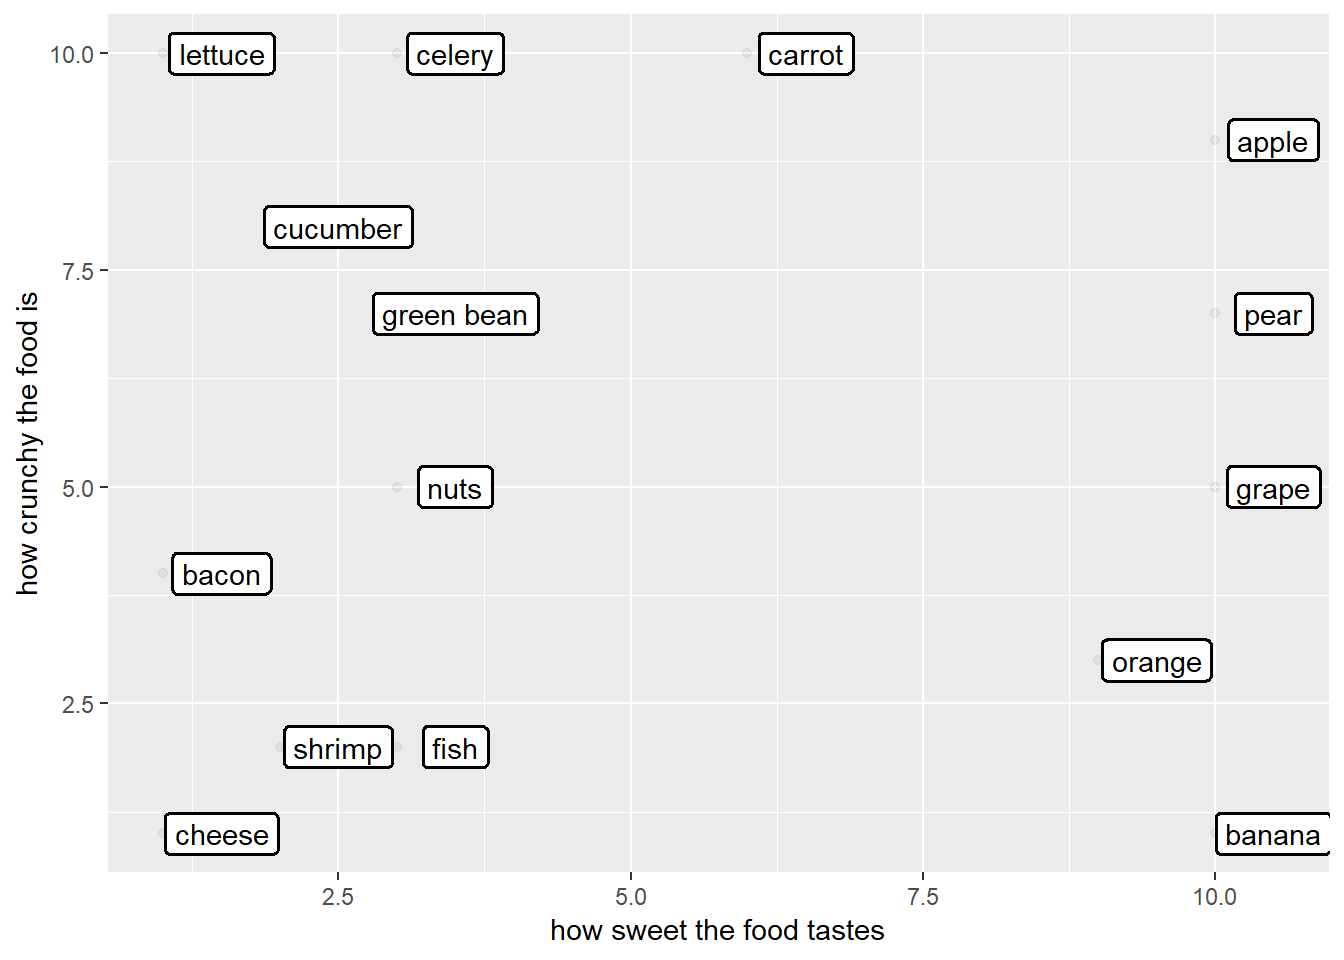 10.0
lettuce
celery
carrot
apple
cucumber
7.5
green bean
pear
how crunchy the food is
5.0
nuts
grape
bacon
orange
2.5
shrimp
fish
cheese
banana
2.5
5.0
7.5
10.0
how sweet the food tastes